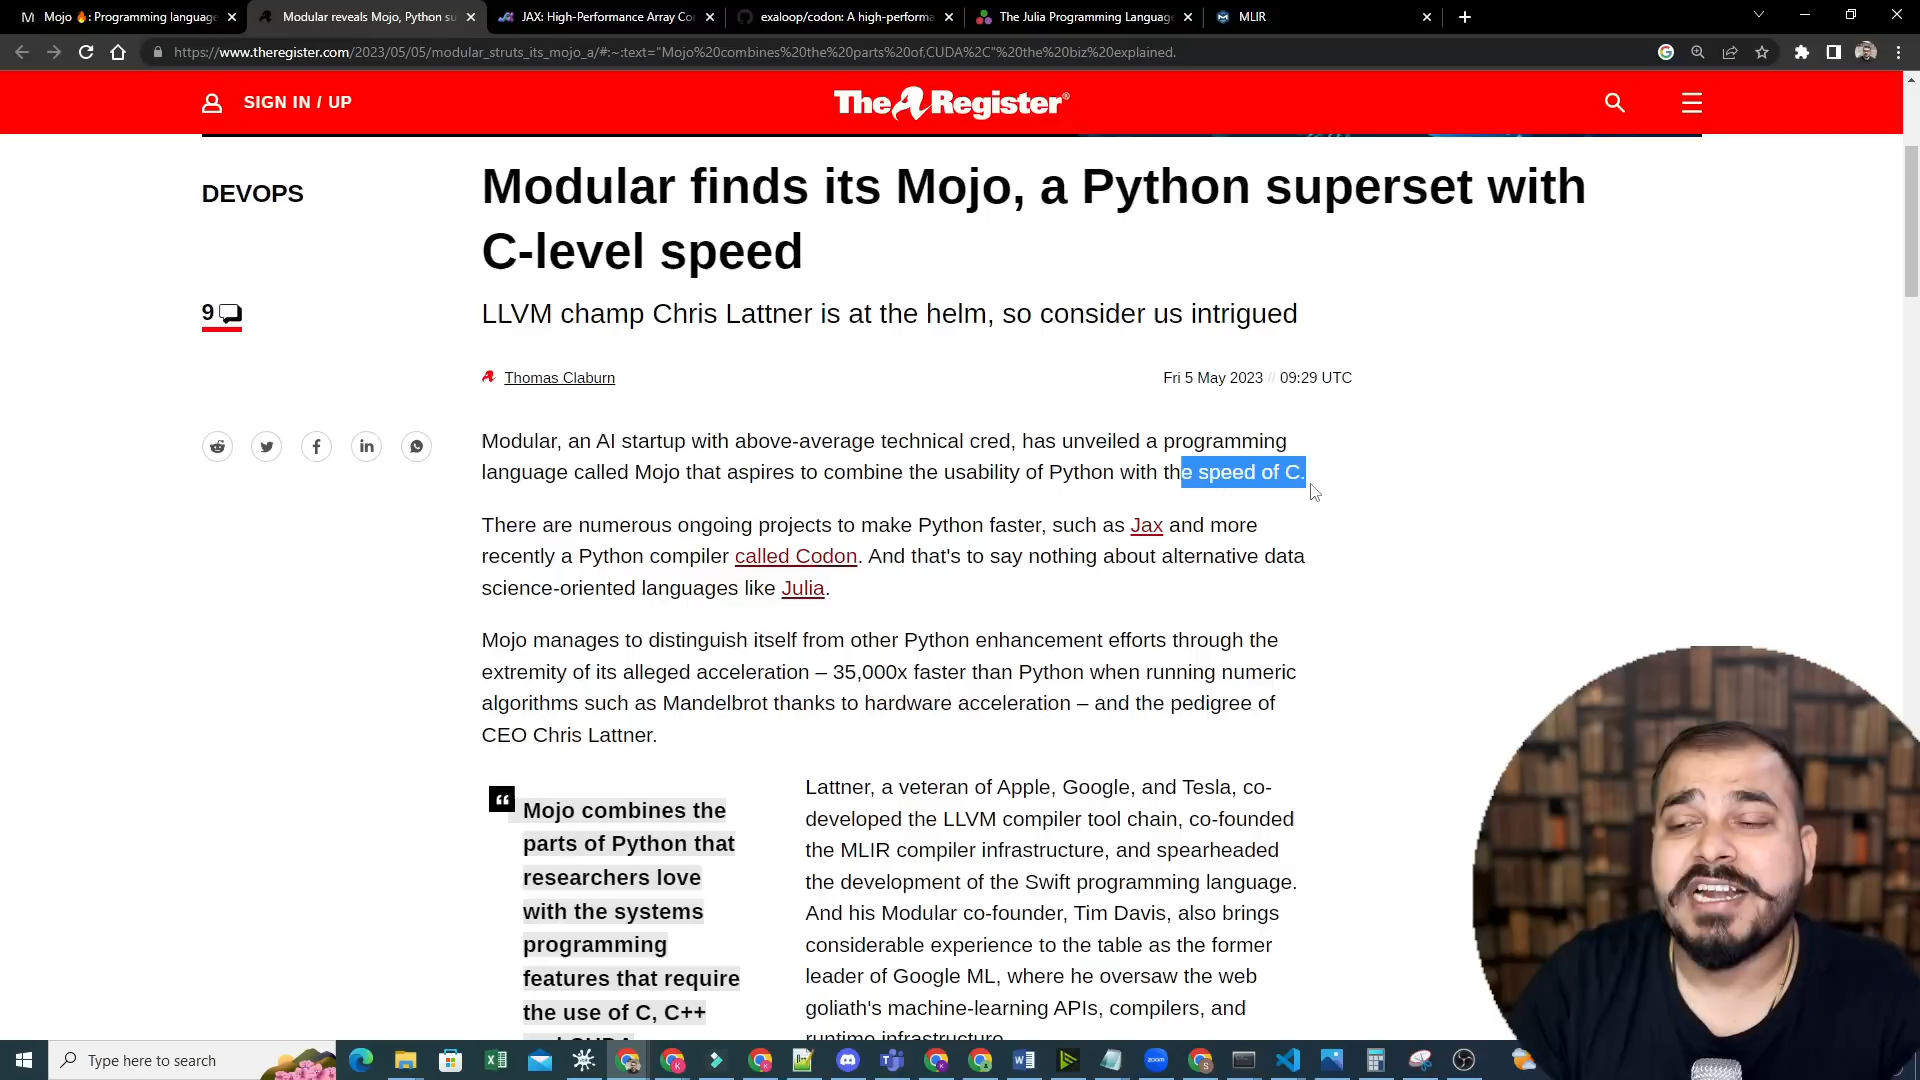 Mojo 🔥: Programming language
Modular reveals Mojo, Python su
JAX: High-Performance Array Co
exaloop/codon: A high-performa
The Julia Programming Language
MLIR
https://www.theregister.com/2023/05/05/modular_struts_its_mojo_a/#:~:text="Mojo%20combines%20the%20parts%20of,CUDA%2C"%20the%20biz%20explained.
SIGN IN / UP
The Register®
DEVOPS
Modular finds its Mojo, a Python superset with
C-level speed
9
LLVM champ Chris Lattner is at the helm, so consider us intrigued
Thomas Claburn
Fri 5 May 2023 // 09:29 UTC
Modular, an AI startup with above-average technical cred, has unveiled a programming
language called Mojo that aspires to combine the usability of Python with the speed of C.
There are numerous ongoing projects to make Python faster, such as Jax and more
recently a Python compiler called Codon. And that's to say nothing about alternative data
science-oriented languages like Julia.
Mojo manages to distinguish itself from other Python enhancement efforts through the
extremity of its alleged acceleration – 35,000x faster than Python when running numeric
algorithms such as Mandelbrot thanks to hardware acceleration – and the pedigree of
CEO Chris Lattner.
Mojo combines the
parts of Python that
researchers love
with the systems
programming
features that require
the use of C, C++
and CUDA
Lattner, a veteran of Apple, Google, and Tesla, co-
developed the LLVM compiler tool chain, co-founded
the MLIR compiler infrastructure, and spearheaded
the development of the Swift programming language.
And his Modular co-founder, Tim Davis, also brings
considerable experience to the table as the former
leader of Google ML, where he oversaw the web
goliath's machine-learning APIs, compilers, and
runtime infrastructure
Type here to search